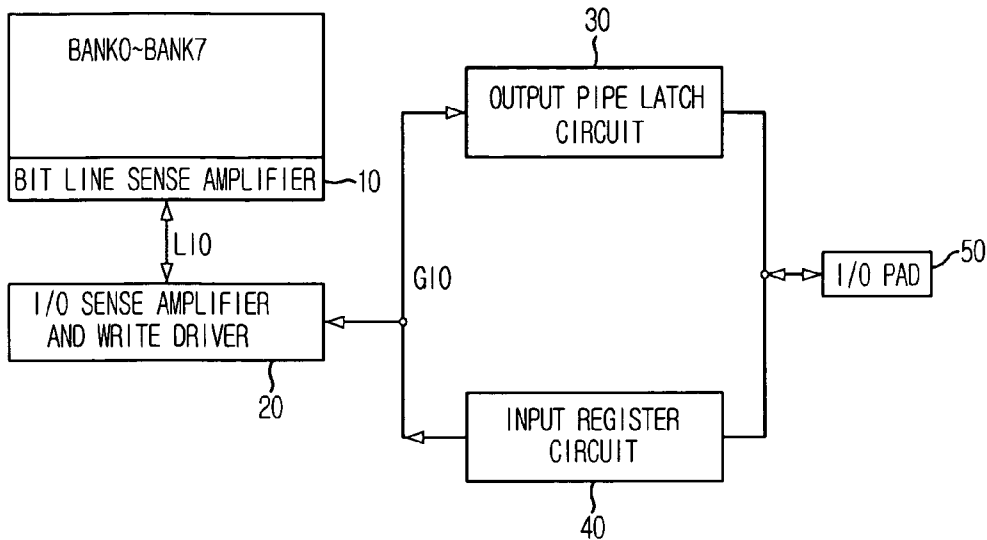 BANK0~BANK7
BIT LINE SENSE AMPLIFIER
10
LIO
I/O SENSE AMPLIFIER
AND WRITE DRIVER
20
GIO
30
OUTPUT PIPE LATCH
CIRCUIT
INPUT REGISTER
CIRCUIT
40
50
I/O PAD